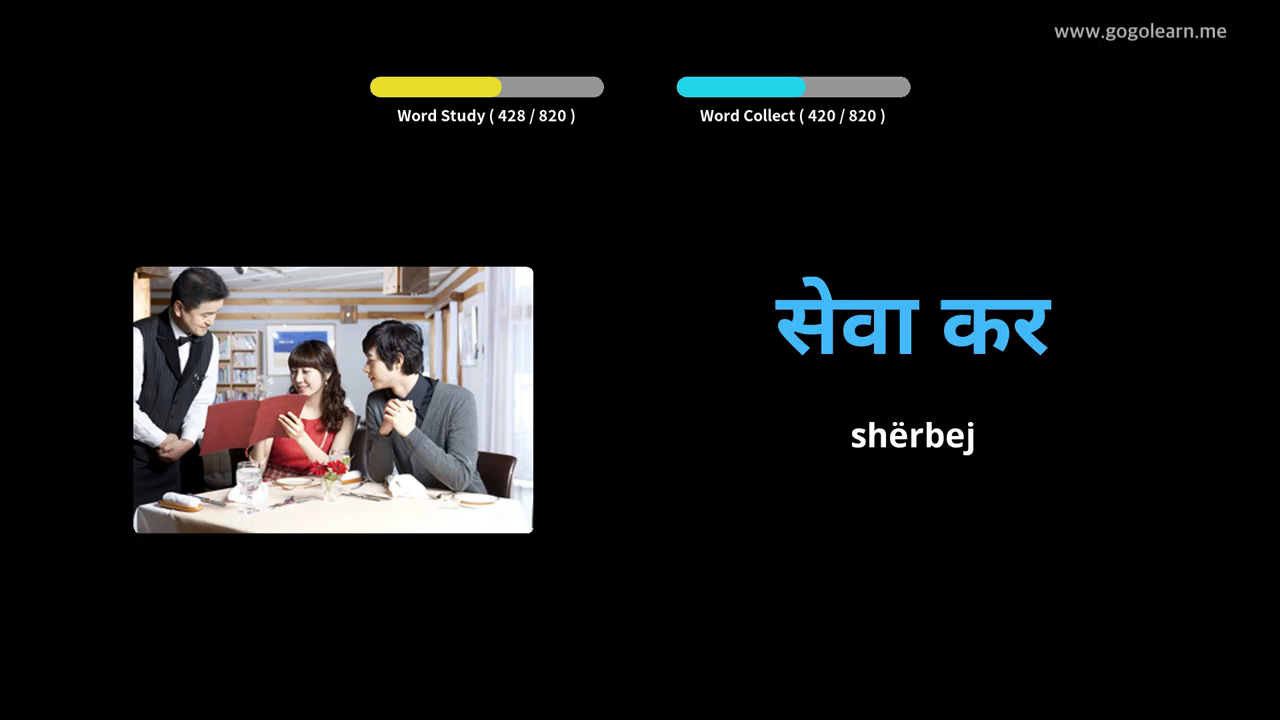 www.gogolearn.me
Word Study ( 428 / 820 )
Word Collect ( 420 / 820 )
सेवा कर
shërbej